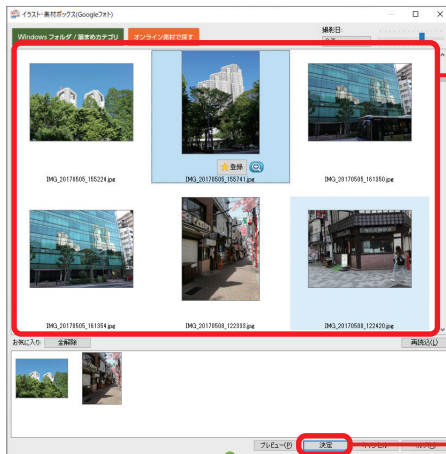 イラスト・素材ボックス(Googleフォト)
Windows フォルダ / 筆まめカテゴリ
オンライン素材で探す
撮影日:
登録
IMG_20170505_155224.jpg
IMG_20170505_155741.jpg
IMG_20170505_161350.jpg
IMG_20170505_161354.jpg
IMG_20170508_122333.jpg
IMG_20170508_122420.jpg
お気に入り:
全解除
再読込(L)
プレビュー(P)
決定